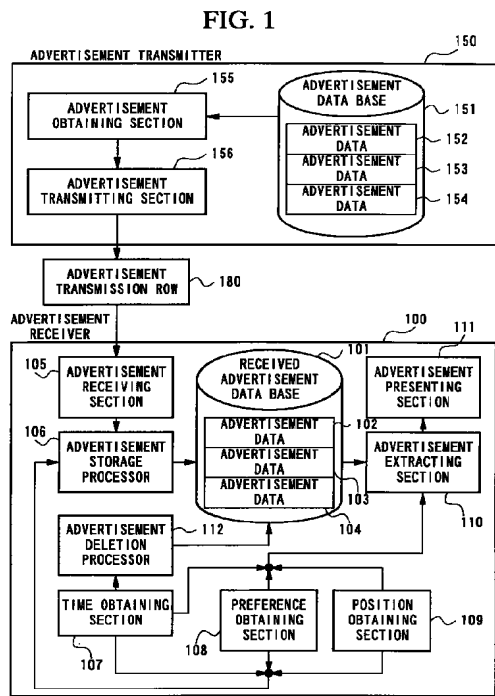 FIG. 1
ADVERTISEMENT TRANSMITTER
150
155
ADVERTISEMENT
OBTAINING SECTION
ADVERTISEMENT
DATA BASE
151
ADVERTISEMENT
DATA
152
ADVERTISEMENT
DATA
153
ADVERTISEMENT
DATA
154
156
ADVERTISEMENT
TRANSMITTING SECTION
ADVERTISEMENT
TRANSMISSION ROW
180
ADVERTISEMENT
RECEIVER
100
105
ADVERTISEMENT
RECEIVING
SECTION
101
RECEIVED
ADVERTISEMENT
DATA BASE
111
ADVERTISEMENT
PRESENTING
SECTION
106
ADVERTISEMENT
STORAGE
PROCESSOR
102
ADVERTISEMENT
DATA
ADVERTISEMENT
DATA
103
ADVERTISEMENT
DATA
104
ADVERTISEMENT
EXTRACTING
SECTION
110
112
ADVERTISEMENT
DELETION
PROCESSOR
TIME OBTAINING
SECTION
107
PREFERENCE
OBTAINING
SECTION
108
POSITION
OBTAINING
SECTION
109